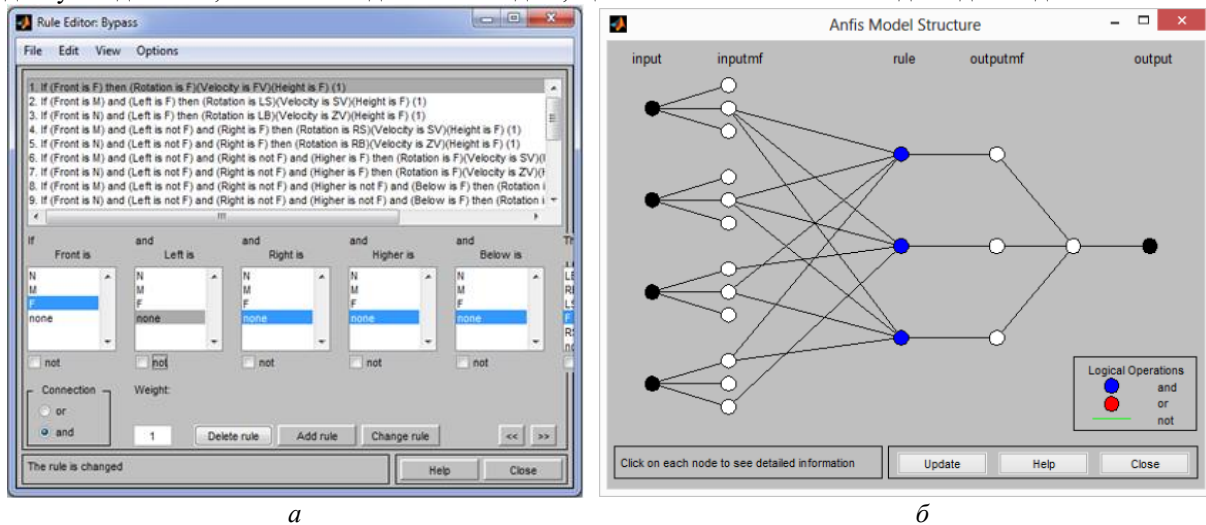 Rule Editor: Bypass
File Edit View Options
1. If (Front is F) then (Rotation is F)(Velocity is FV)(Height is F) (1)
2. If (Front is M) and (Left is F) then (Rotation is LS)(Velocity is SV)(Height is F) (1)
3. If (Front is N) and (Left is F) then (Rotation is LB)(Velocity is ZV)(Height is F) (1)
4. If (Front is M) and (Left is not F) and (Right is F) then (Rotation is RS)(Velocity is SV)(Height is F) (1)
5. If (Front is N) and (Left is not F) and (Right is F) then (Rotation is RB)(Velocity is ZV)(Height is F) (1)
6. If (Front is M) and (Left is not F) and (Right is not F) and (Higher is F) then (Rotation is F)(Velocity is SV)(
7. If (Front is N) and (Left is not F) and (Right is not F) and (Higher is F) then (Rotation is F)(Velocity is ZV)(
8. If (Front is M) and (Left is not F) and (Right is not F) and (Higher is not F) and (Below is F) then (Rotation i
9. If (Front is N) and (Left is not F) and (Right is not F) and (Higher is not F) and (Below is F) then (Rotation i
If and and and and
Front is Left is Right is Higher is Below is
N N N N N
M M M M M
F F F F F
none none none none none
not not not not not
Connection Weight:
or
and 1 Delete rule Add rule Change rule << >>
The rule is changed Help Close
а
Anfis Model Structure
input inputmf rule outputmf output
Logical Operations
and
or
not
Click on each node to see detailed information Update Help Close
б